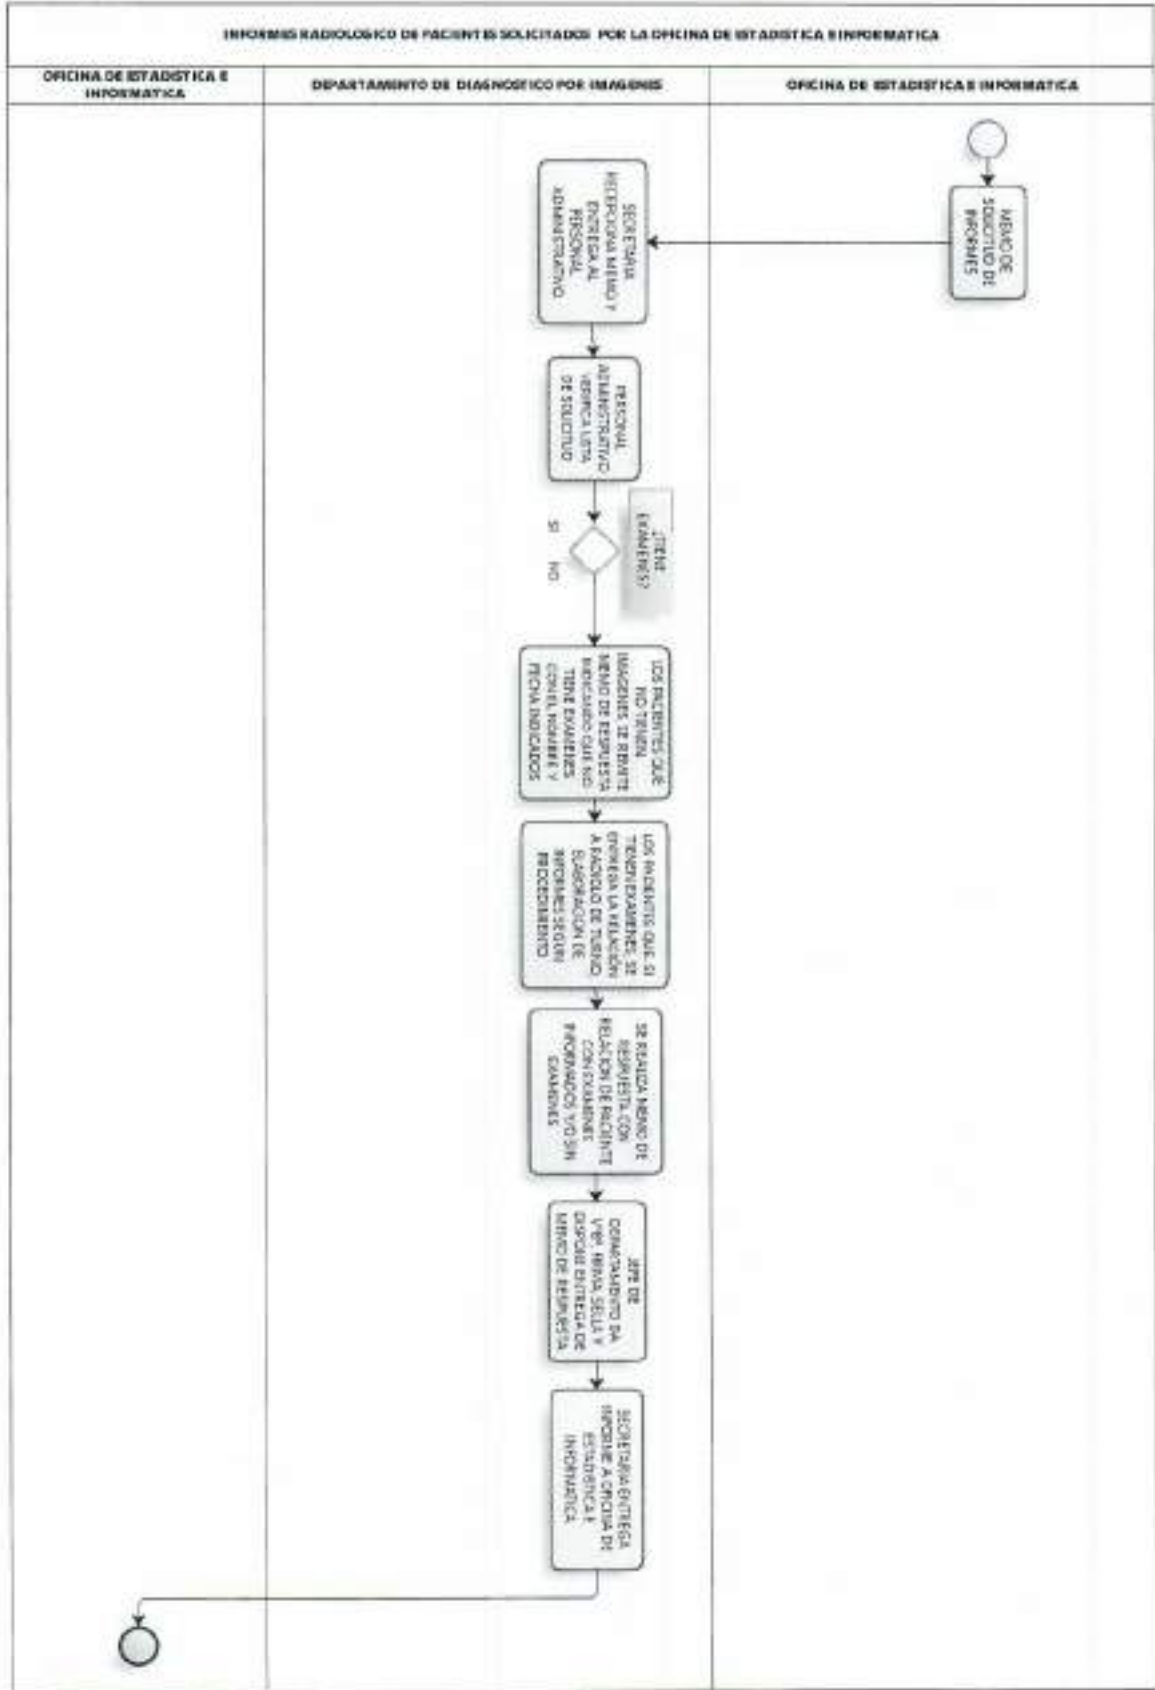 INFORMES RADIOLOGICO DE PACIENTES SOLICITADOS POR LA OFICINA DE ESTADISTICA E INFORMATICA
OFICINA DE ESTADISTICA E
INFORMATICA
DEPARTAMENTO DE DIAGNOSTICO POR IMAGENES
OFICINA DE ESTADISTICA E INFORMATICA
MEMO DE
SOLICITUD DE
INFORMES
SECRETARIA
RECEPCIONA MEMO Y
ENTREGA AL
PERSONAL
ADMINISTRATIVO
PERSONAL
ADMINISTRATIVO
VERIFICA LISTA
DE SOLICITUD
¿TIENE
EXAMENES?
SI NO
LOS PACIENTES QUE
NO TIENEN
IMAGENES SE REMITE
MEMO DE RESPUESTA
INDICANDO QUE NO
TIENE EXAMENES
CON EL NOMBRE Y
FECHA INDICADOS
LOS PACIENTES QUE SI
TIENEN EXAMENES, SE
ENTREGA LA RELACIÓN
A RADIOLO DE TURNO
ELABORACION DE
INFORMES SEGUN
PROCEDIMIENTO
SE REALIZA MEMO DE
RESPUESTA CON
RELACION DE PACIENTE
CON EXAMENES
INFORMADOS Y/O SIN
EXAMENES
JEFE DE
DEPARTAMENTO DA
V°B°, FIRMA, SELLA Y
DISPONE ENTREGA DE
MEMO DE RESPUESTA
SECRETARIA ENTREGA
INFORME A OFICINA DE
ESTADISTICA E
INFORMATICA